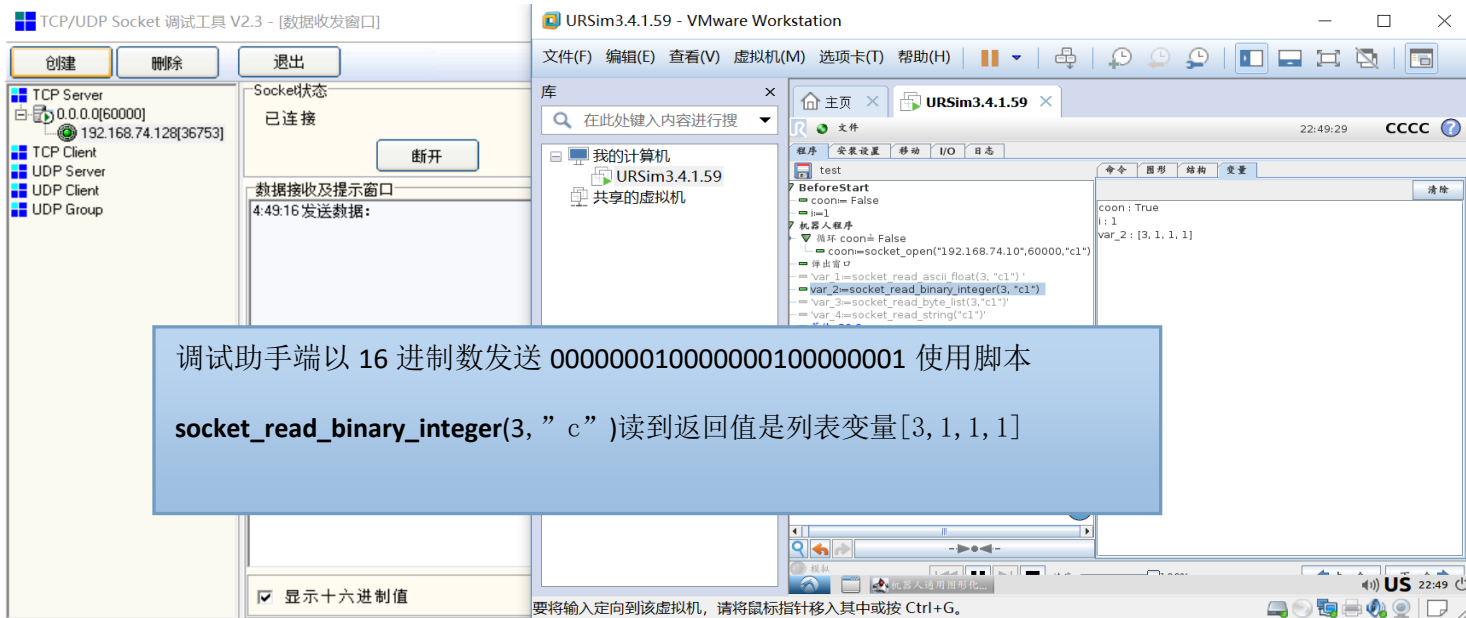 TCP/UDP Socket 调试工具 V2.3 - [数据收发窗口]
创建 删除 退出
TCP Server
0.0.0.0[60000]
192.168.74.128[36753]
TCP Client
UDP Server
UDP Client
UDP Group
Socket状态
已连接
断开
数据接收及提示窗口
4:49:16 发送数据:
显示十六进制值
URSim3.4.1.59 - VMware Workstation
文件(F) 编辑(E) 查看(V) 虚拟机(M) 选项卡(T) 帮助(H)
库
在此处键入内容进行搜
我的计算机
URSim3.4.1.59
共享的虚拟机
主页 URSim3.4.1.59
文件 22:49:29 CCCC
程序 安装设置 移动 I/O 日志
test
BeforeStart
coon:= False
i:=1
机器人程序
循环 coon≟ False
coon:=socket_open("192.168.74.10",60000,"c1")
弹出窗口
'var_1:=socket_read_ascii_float(3, "c1") '
var_2:=socket_read_binary_integer(3, "c1")
'var_3:=socket_read_byte_list(3,"c1")'
'var_4:=socket_read_string("c1")'
命令 图形 结构 变量
清除
coon : True
i : 1
var_2 : [3, 1, 1, 1]
调试助手端以 16 进制数发送 000000010000000100000001 使用脚本
socket_read_binary_integer(3,”c”)读到返回值是列表变量[3,1,1,1]
模拟
机器人通用图形化...
US 22:49
要将输入定向到该虚拟机，请将鼠标指针移入其中或按 Ctrl+G。